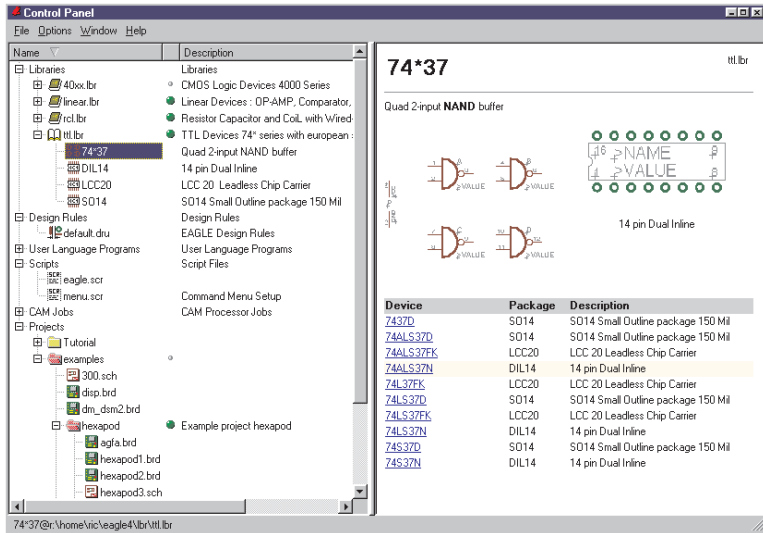 Control Panel
File Options Window Help
Name Description
Libraries Libraries
40xx.lbr CMOS Logic Devices 4000 Series
linear.lbr Linear Devices : OP-AMP, Comparator,
rcl.lbr Resistor Capacitor and CoiL with Wired-
ttl.lbr TTL Devices 74* series with european
74*37 Quad 2-input NAND buffer
DIL14 14 pin Dual Inline
LCC20 LCC 20 Leadless Chip Carrier
SO14 SO14 Small Outline package 150 Mil
Design Rules Design Rules
default.dru EAGLE Design Rules
User Language Programs User Language Programs
Scripts Script Files
eagle.scr
menu.scr Command Menu Setup
CAM Jobs CAM Processor Jobs
Projects
Tutorial
examples
300.sch
disp.brd
dm_dsm2.brd
hexapod Example project hexapod
agfa.brd
hexapod1.brd
hexapod2.brd
hexapod3.sch
74*37@r:\home\ric\eagle4\lbr\ttl.lbr
74*37 ttl.lbr
Quad 2-input NAND buffer
VALUE VALUE
VALUE VALUE
>NAME
>VALUE
14 pin Dual Inline
Device Package Description
7437D SO14 SO14 Small Outline package 150 Mil
74ALS37D SO14 SO14 Small Outline package 150 Mil
74ALS37FK LCC20 LCC 20 Leadless Chip Carrier
74ALS37N DIL14 14 pin Dual Inline
74L37FK LCC20 LCC 20 Leadless Chip Carrier
74LS37D SO14 SO14 Small Outline package 150 Mil
74LS37FK LCC20 LCC 20 Leadless Chip Carrier
74LS37N DIL14 14 pin Dual Inline
74S37D SO14 SO14 Small Outline package 150 Mil
74S37N DIL14 14 pin Dual Inline